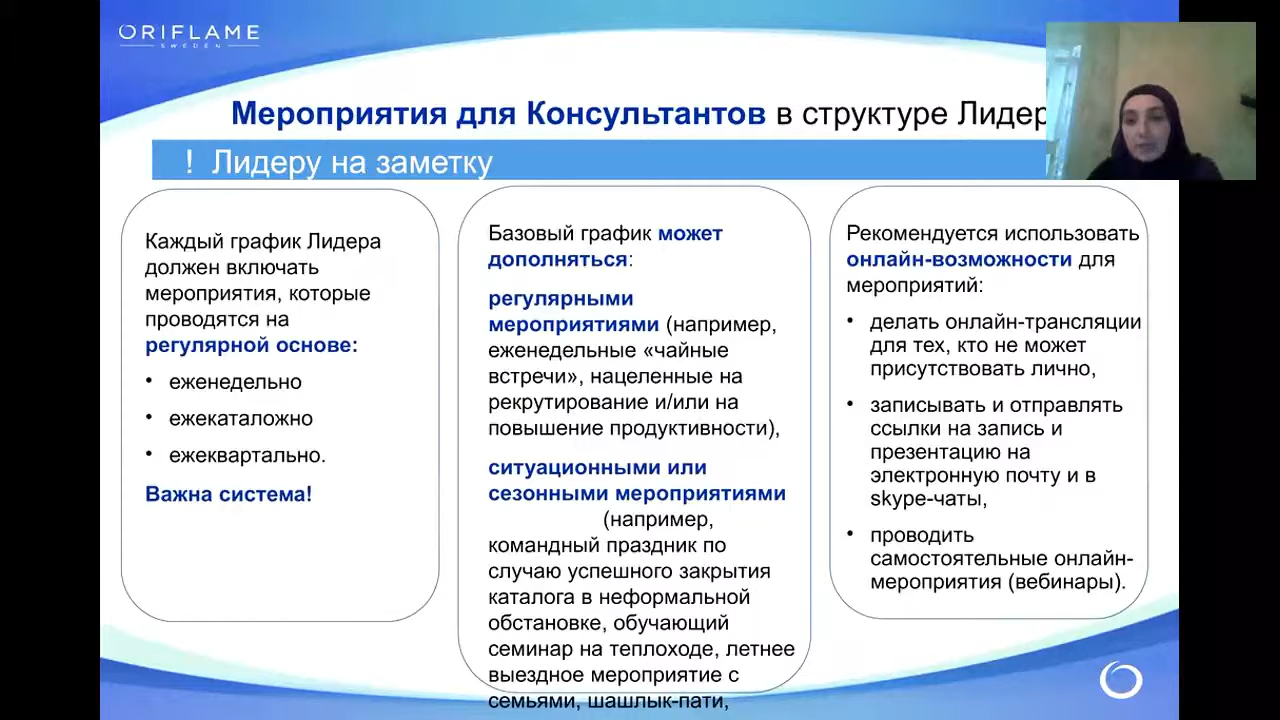 ORIFLAME
SWEDEN
Мероприятия для Консультантов в структуре Лидер
! Лидеру на заметку
Каждый график Лидера
должен включать
мероприятия, которые
проводятся на
регулярной основе:
• еженедельно
• ежекаталожно
• ежеквартально.
Важна система!
Базовый график может
дополняться:
регулярными
мероприятиями (например,
еженедельные «чайные
встречи», нацеленные на
рекрутирование и/или на
повышение продуктивности),
ситуационными или
сезонными мероприятиями
(например,
командный праздник по
случаю успешного закрытия
каталога в неформальной
обстановке, обучающий
семинар на теплоходе, летнее
выездное мероприятие с
семьями, шашлык-пати,
Рекомендуется использовать
онлайн-возможности для
мероприятий:
• делать онлайн-трансляции
для тех, кто не может
присутствовать лично,
• записывать и отправлять
ссылки на запись и
презентацию на
электронную почту и в
skype-чаты,
• проводить
самостоятельные онлайн-
мероприятия (вебинары).